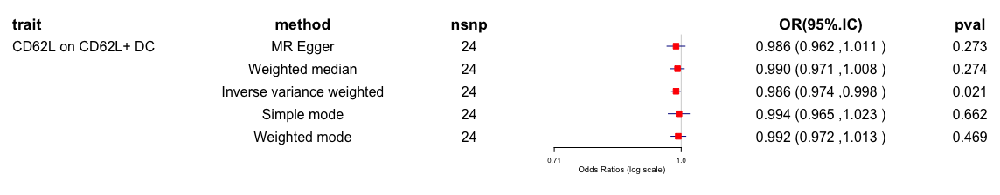 trait method nsnp OR(95%.IC) pval
CD62L on CD62L+ DC MR Egger 24 0.986 (0.962 ,1.011 ) 0.273
Weighted median 24 0.990 (0.971 ,1.008 ) 0.274
Inverse variance weighted 24 0.986 (0.974 ,0.998 ) 0.021
Simple mode 24 0.994 (0.965 ,1.023 ) 0.662
Weighted mode 24 0.992 (0.972 ,1.013 ) 0.469
0.71 1.0
Odds Ratios (log scale)